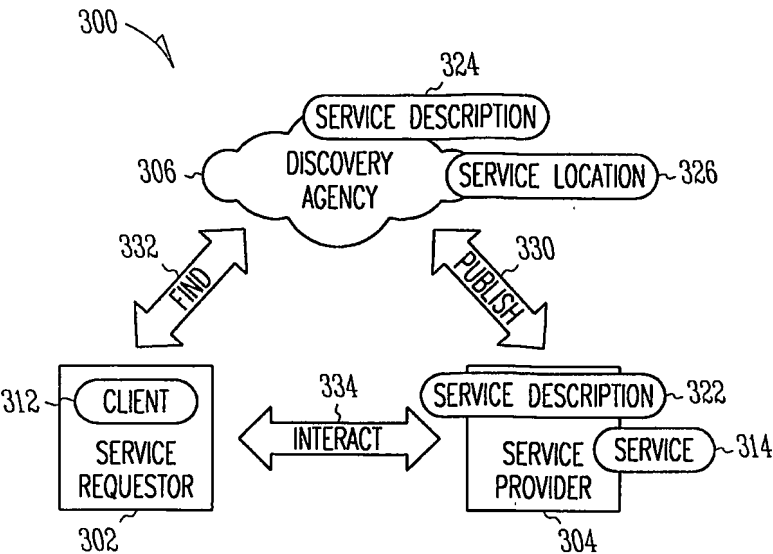 300
324
SERVICE DESCRIPTION
306
DISCOVERY
AGENCY
SERVICE LOCATION
326
332
FIND
330
PUBLISH
312
CLIENT
SERVICE
REQUESTOR
302
334
INTERACT
SERVICE DESCRIPTION
322
SERVICE
314
SERVICE
PROVIDER
304